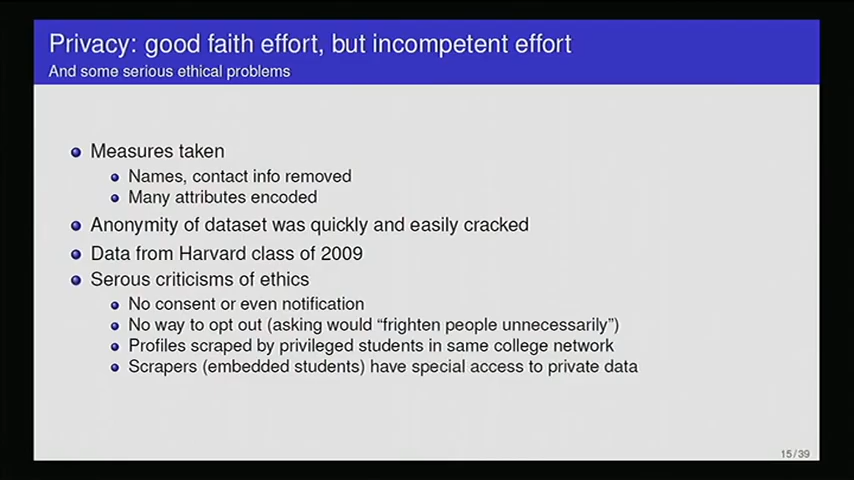 Privacy: good faith effort, but incompetent effort
And some serious ethical problems
Measures taken
Names, contact info removed
Many attributes encoded
Anonymity of dataset was quickly and easily cracked
Data from Harvard class of 2009
Serous criticisms of ethics
No consent or even notification
No way to opt out (asking would “frighten people unnecessarily”)
Profiles scraped by privileged students in same college network
Scrapers (embedded students) have special access to private data
15/39